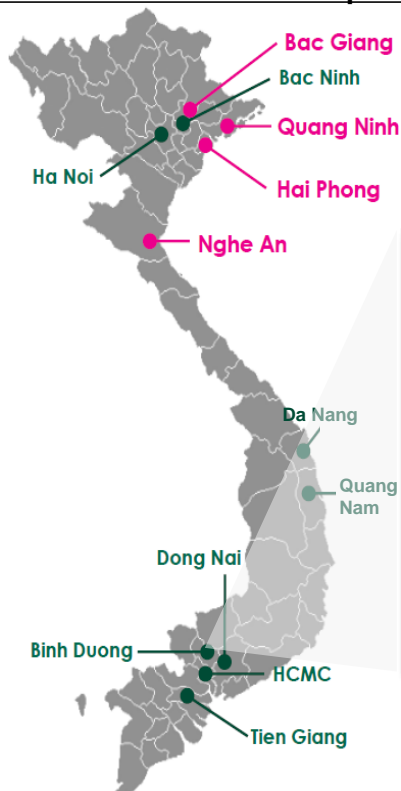 Bac Giang
Bac Ninh
Quang Ninh
Ha Noi
Hai Phong
Nghe An
Da Nang
Quang
Nam
Dong Nai
Binh Duong
HCMC
Tien Giang